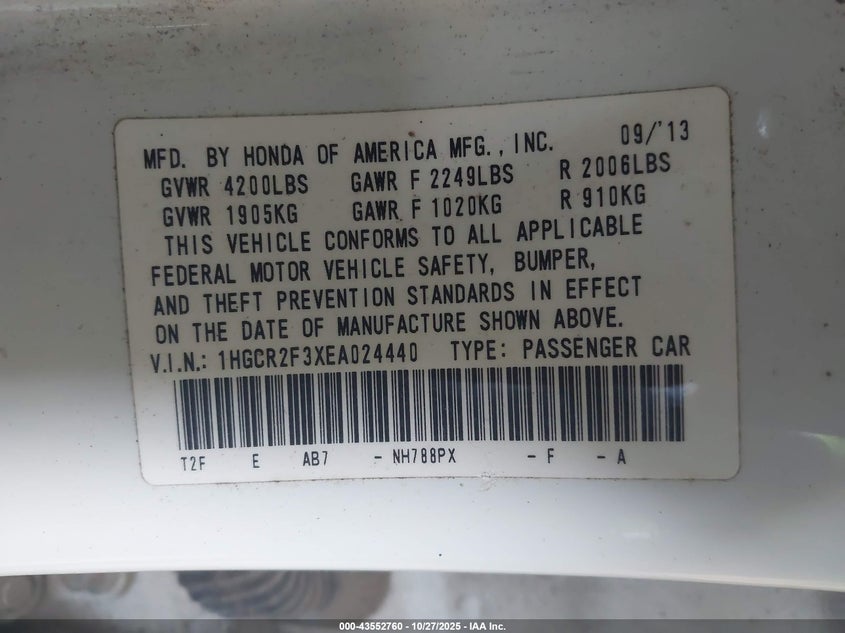 MFD. BY HONDA OF AMERICA MFG., INC. 09/'13
GVWR 4200LBS GAWR F 2249LBS R 2006LBS
GVWR 1905KG GAWR F 1020KG R 910KG
THIS VEHICLE CONFORMS TO ALL APPLICABLE
FEDERAL MOTOR VEHICLE SAFETY, BUMPER,
AND THEFT PREVENTION STANDARDS IN EFFECT
ON THE DATE OF MANUFACTURE SHOWN ABOVE.
V.I.N.: 1HGCR2F3XEA024440 TYPE: PASSENGER CAR
T2F E AB7 - NH788PX - F - A
000-43552760 - 10/27/2025 - IAA Inc.